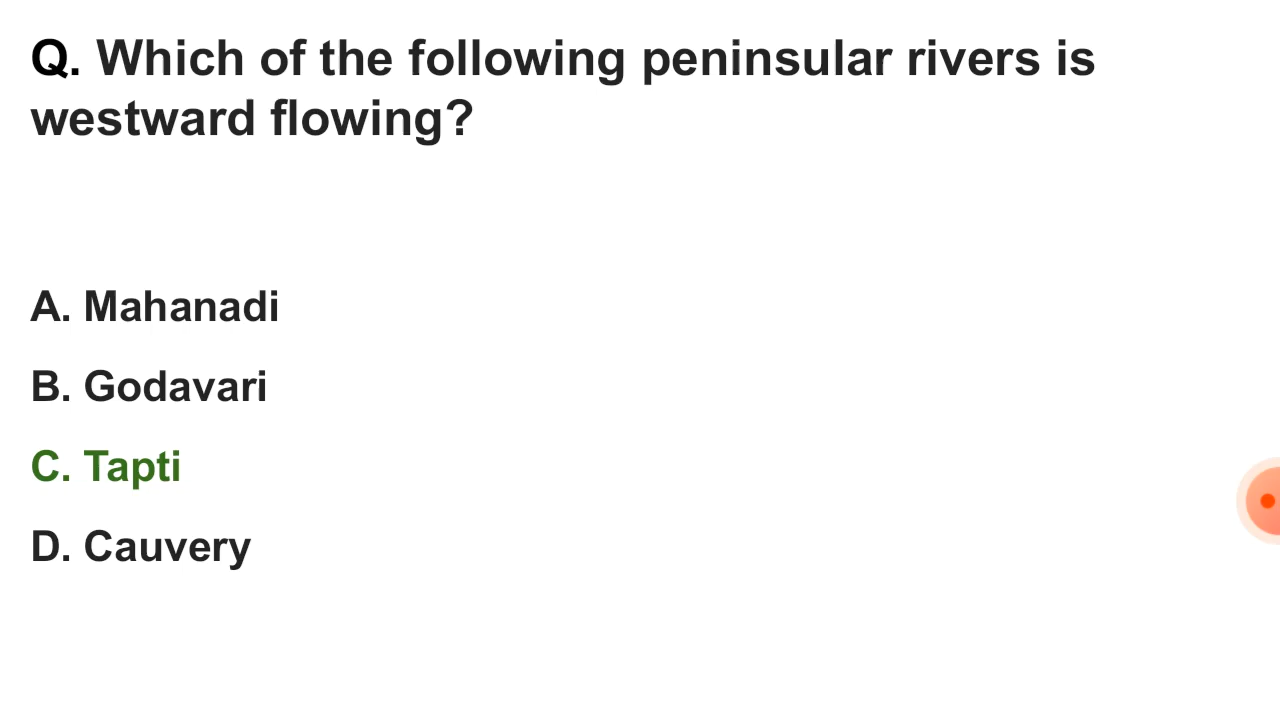 Q. Which of the following peninsular rivers is
westward flowing?
A. Mahanadi
B. Godavari
C. Tapti
D. Cauvery